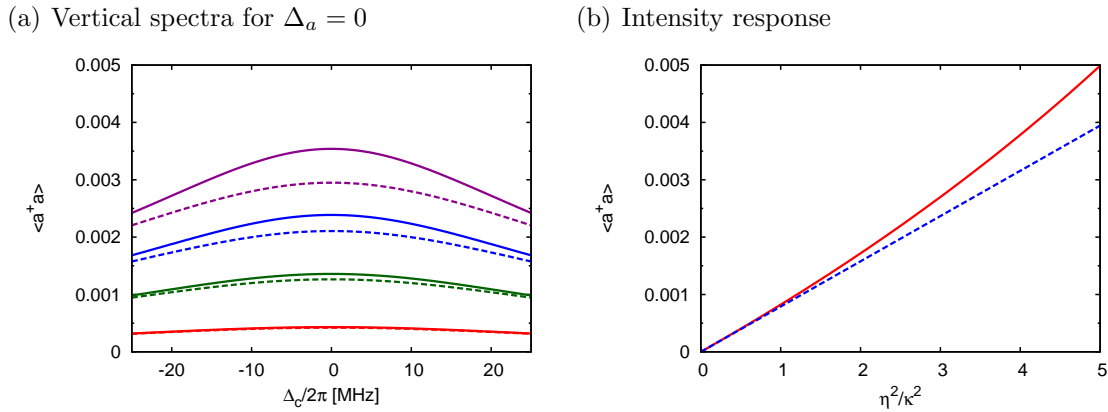 (a) Vertical spectra for Δₐ = 0
<a⁺a>
0.005
0.004
0.003
0.002
0.001
0
-20 -10 0 10 20
Δc/2π [MHz]
(b) Intensity response
<a⁺a>
0.005
0.004
0.003
0.002
0.001
0
0 1 2 3 4 5
η²/κ²